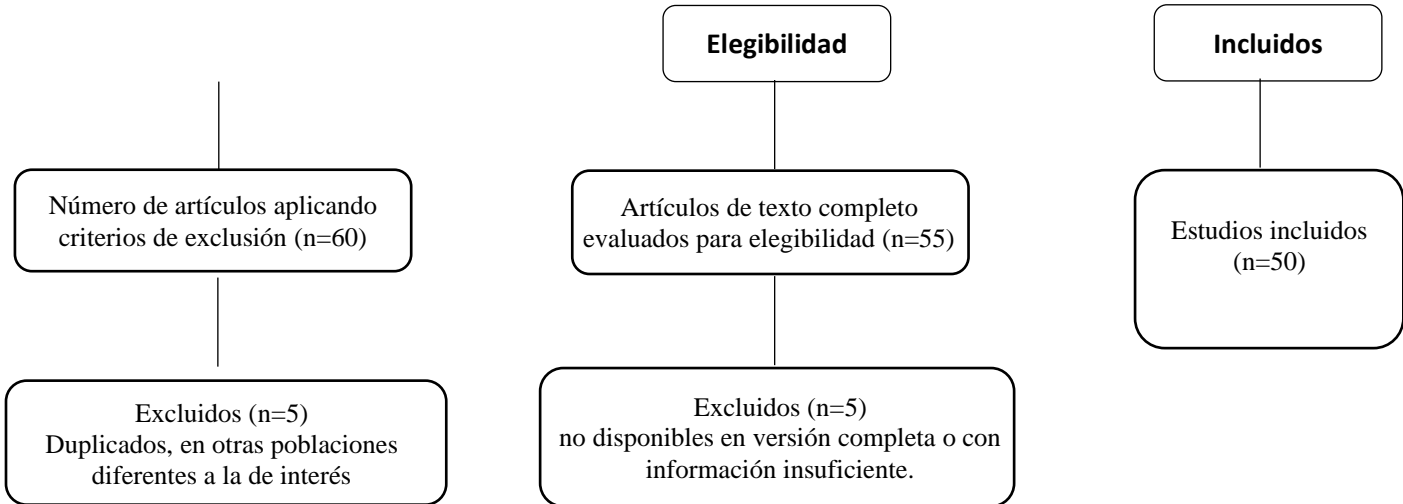 Elegibilidad
Incluidos
Número de artículos aplicando
criterios de exclusión (n=60)
Artículos de texto completo
evaluados para elegibilidad (n=55)
Estudios incluidos
(n=50)
Excluidos (n=5)
Duplicados, en otras poblaciones
diferentes a la de interés
Excluidos (n=5)
no disponibles en versión completa o con
información insuficiente.